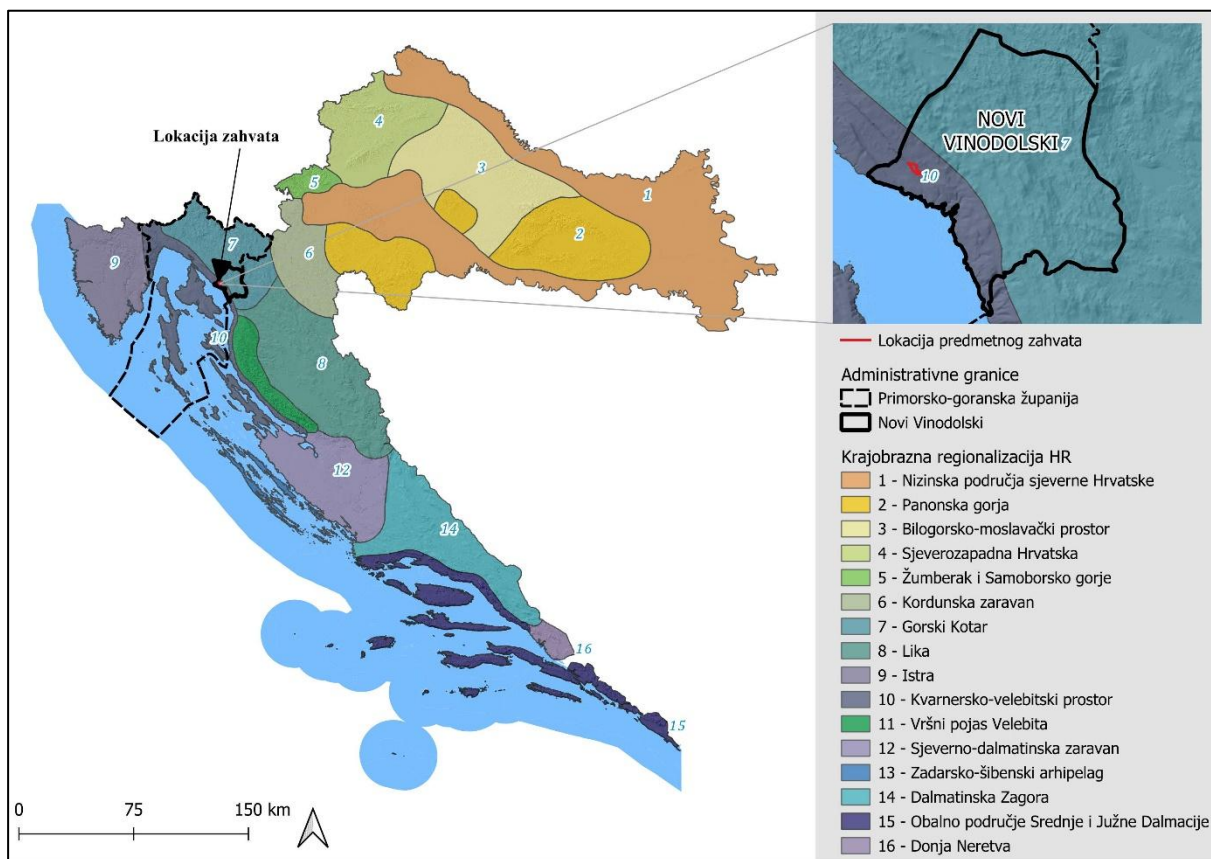 Lokacija zahvata
4
5
3
1
2
7
6
9
10
8
12
14
16
15
0
75
150 km
NOVI
VINODOLSKI
7
10
Lokacija predmetnog zahvata
Administrativne granice
Primorsko-goranska županija
Novi Vinodolski
Krajobrazna regionalizacija HR
1 - Nizinska područja sjeverne Hrvatske
2 - Panonska gorja
3 - Bilogorsko-moslavački prostor
4 - Sjeverozapadna Hrvatska
5 - Žumberak i Samoborsko gorje
6 - Kordunska zaravan
7 - Gorski Kotar
8 - Lika
9 - Istra
10 - Kvarnersko-velebitski prostor
11 - Vršni pojas Velebita
12 - Sjeverno-dalmatinska zaravan
13 - Zadarsko-šibenski arhipelag
14 - Dalmatinska Zagora
15 - Obalno područje Srednje i Južne Dalmacije
16 - Donja Neretva